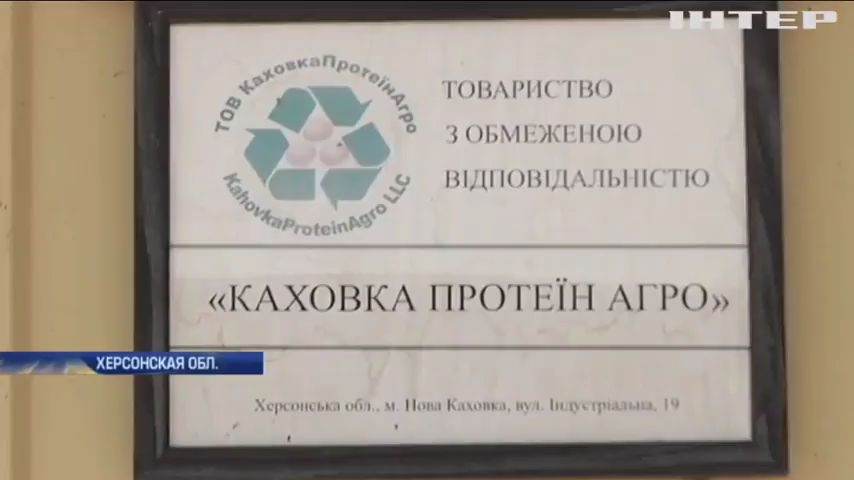 ІНТЕР
ТОВ КаховкаПротеїнАгро
KahovkaProteinAgro LLC
ТОВАРИСТВО
З ОБМЕЖЕНОЮ
ВІДПОВІДАЛЬНІСТЮ
«КАХОВКА ПРОТЕЇН АГРО»
ХЕРСОНСКАЯ ОБЛ.
Херсонська обл., м. Нова Каховка, вул. Індустріальна, 19